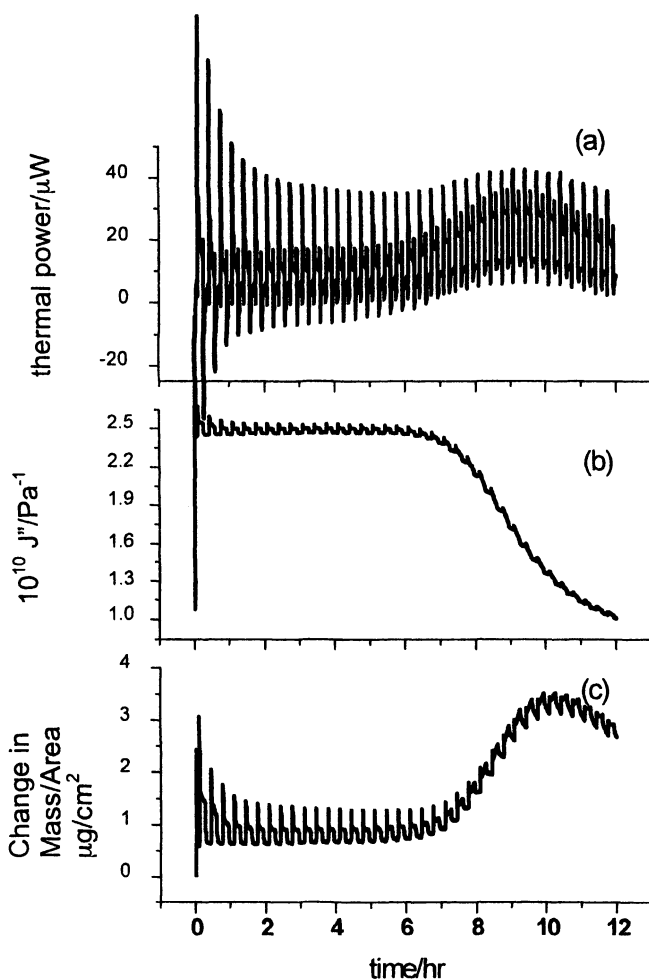 (a)
40
20
0
-20
thermal power/µW
2.5
2.2
1.9
1.6
1.3
1.0
10¹⁰ J"/Pa⁻¹
(b)
4
3
2
1
0
Change in
Mass/Area
µg/cm²
(c)
0 2 4 6 8 10 12
time/hr